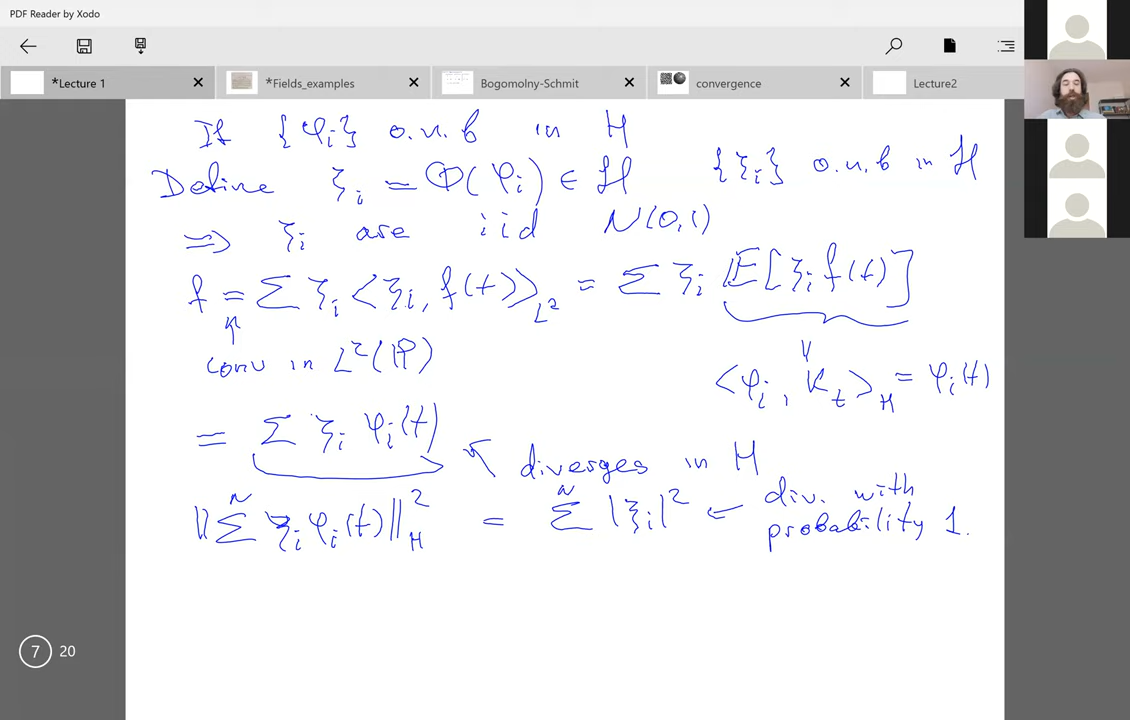 PDF Reader by Xodo
*Lecture 1
*Fields_examples
Bogomolny-Schmit
convergence
Lecture2
If {φ_i} o.n.b in H
Define ξ_i = Φ(φ_i) ∈ ℋ {ξ_i} o.n.b in ℋ
⇒ ξ_i are iid N(0,1)
f = Σ ξ_i <ξ_i, f(t)>_{L^2} = Σ ξ_i 𝔼[ξ_i f(t)]
conv in L^2(ℙ)
<φ_i, K_t>_H = φ_i(t)
= Σ ξ_i φ_i(t) diverges in H
||Σ^N ξ_i φ_i(t)||^2_H = Σ^N |ξ_i|^2 ← div. with
probability 1.
7 20